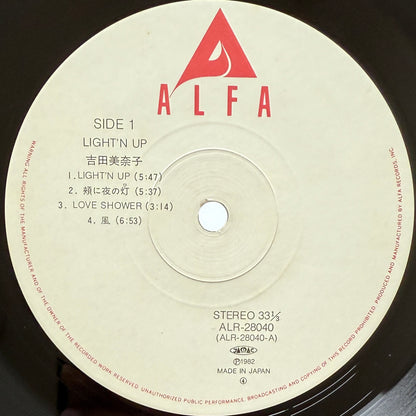 ALFA
SIDE 1
LIGHT'N UP
吉田美奈子
1. LIGHT'N UP (5:47)
2. 頬に夜の灯 (5:37)
3. LOVE SHOWER (3:14)
4. 風 (6:53)
STEREO 33⅓
ALR-28040
(ALR-28040-A)
JASRAC
℗1982
MADE IN JAPAN
④
WARNING: ALL RIGHTS OF THE MANUFACTURER AND OF THE OWNER OF THE RECORDED WORK RESERVED. UNAUTHORIZED PUBLIC PERFORMANCE, BROADCASTING AND COPYING OF THIS RECORD PROHIBITED. PRODUCED AND MANUFACTURED BY ALFA RECORDS, INC.